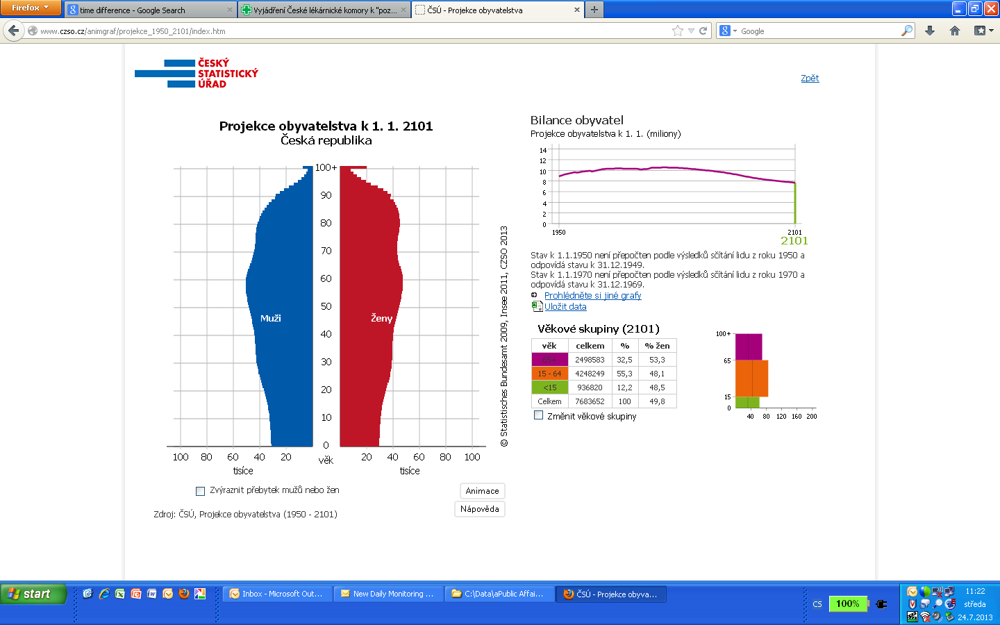 Firefox
time difference - Google Search
Vyjádření České lékárnické komory k "poz...
ČSÚ - Projekce obyvatelstva
www.czso.cz/animgraf/projekce_1950_2101/index.htm
Google
ČESKÝ
STATISTICKÝ
ÚŘAD
Zpět
Projekce obyvatelstva k 1. 1. 2101
Česká republika
100+
90
80
70
60
50
40
30
20
10
0
věk
Muži
Ženy
100 80 60 40 20
20 40 60 80 100
tisíce
tisíce
© Statistisches Bundesamt 2009, Insee 2011, CZSO 2013
Zvýraznit přebytek mužů nebo žen
Animace
Nápověda
Zdroj: ČSÚ, Projekce obyvatelstva (1950 - 2101)
Bilance obyvatel
Projekce obyvatelstva k 1. 1. (miliony)
14
12
10
8
6
4
2
0
1950 2101
2101
Stav k 1.1.1950 není přepočten podle výsledků sčítání lidu z roku 1950 a
odpovídá stavu k 31.12.1949.
Stav k 1.1.1970 není přepočten podle výsledků sčítání lidu z roku 1970 a
odpovídá stavu k 31.12.1969.
Prohlédněte si jiné grafy
Uložit data
Věkové skupiny (2101)
věk celkem % % žen
65+ 2498583 32,5 53,3
15 - 64 4248249 55,3 48,1
<15 936820 12,2 48,5
Celkem 7683652 100 49,8
Změnit věkové skupiny
100+
65
15
0
40 80 120 160 200
start
Inbox - Microsoft Out...
New Daily Monitoring ...
C:\Data\aPublic Affai...
ČSÚ - Projekce obyva...
CS
100%
11:22
středa
24.7.2013